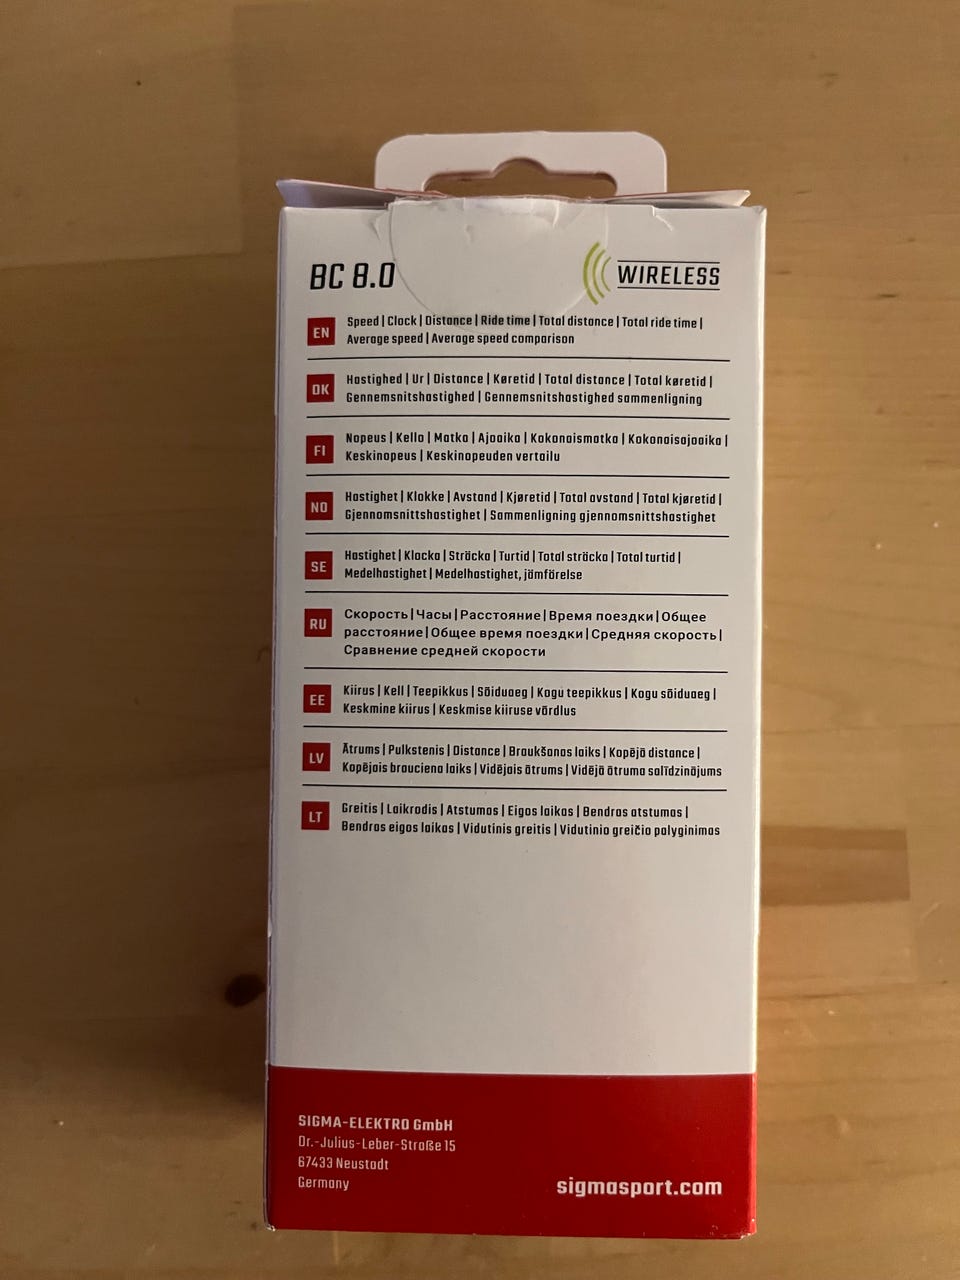 BC 8.0
WIRELESS
EN
Speed | Clock | Distance | Ride time | Total distance | Total ride time |
Average speed | Average speed comparison
DK
Hastighed | Ur | Distance | Køretid | Total distance | Total køretid |
Gennemsnitshastighed | Gennemsnitshastighed sammenligning
FI
Nopeus | Kello | Matka | Ajoaika | Kokonaismatka | Kokonaisajoaika |
Keskinopeus | Keskinopeuden vertailu
NO
Hastighet | Klokke | Avstand | Kjøretid | Total avstand | Total kjøretid |
Gjennomsnittshastighet | Sammenligning gjennomsnittshastighet
SE
Hastighet | Klocka | Sträcka | Turtid | Total sträcka | Total turtid |
Medelhastighet | Medelhastighet, jämförelse
RU
Скорость | Часы | Расстояние | Время поездки | Общее
расстояние | Общее время поездки | Средняя скорость |
Сравнение средней скорости
EE
Kiirus | Kell | Teepikkus | Sõiduaeg | Kogu teepikkus | Kogu sõiduaeg |
Keskmine kiirus | Keskmise kiiruse võrdlus
LV
Ātrums | Pulkstenis | Distance | Braukšanas laiks | Kopējā distance |
Kopējais brauciena laiks | Vidējais ātrums | Vidējā ātruma salīdzinājums
LT
Greitis | Laikrodis | Atstumas | Eigos laikas | Bendras atstumas |
Bendras eigos laikas | Vidutinis greitis | Vidutinio greičio palyginimas
SIGMA-ELEKTRO GmbH
Dr.-Julius-Leber-Straße 15
67433 Neustadt
Germany
sigmasport.com